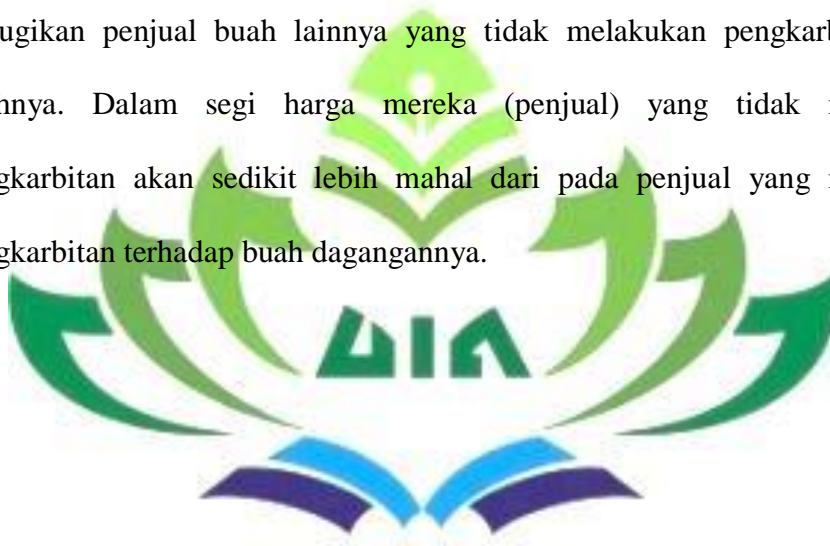 ugikan penjual buah lainnya yang tidak melakukan pengkarb
hnya. Dalam segi harga mereka (penjual) yang tidak
gkarbitan akan sedikit lebih mahal dari pada penjual yang
gkarbitan terhadap buah dagangannya.
UIN